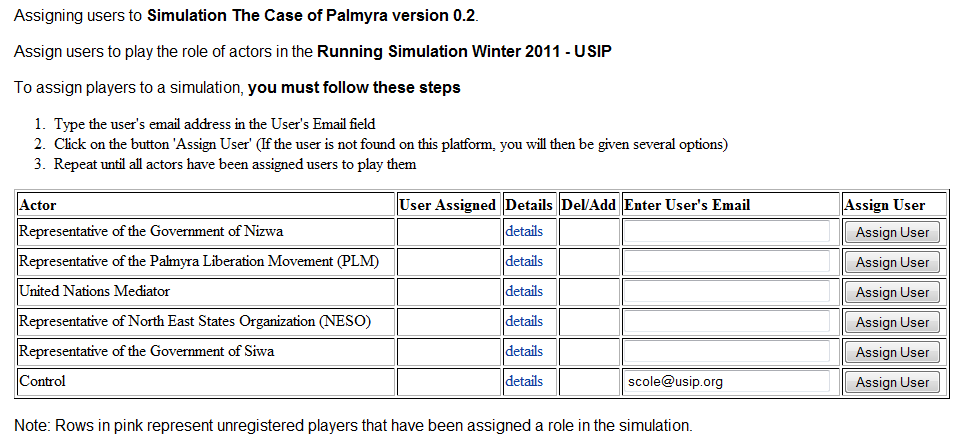 Assigning users to Simulation The Case of Palmyra version 0.2.
Assign users to play the role of actors in the Running Simulation Winter 2011 - USIP
To assign players to a simulation, you must follow these steps
1. Type the user's email address in the User's Email field
2. Click on the button 'Assign User' (If the user is not found on this platform, you will then be given several options)
3. Repeat until all actors have been assigned users to play them
Actor User Assigned Details Del/Add Enter User's Email Assign User
Representative of the Government of Nizwa details Assign User
Representative of the Palmyra Liberation Movement (PLM) details Assign User
United Nations Mediator details Assign User
Representative of North East States Organization (NESO) details Assign User
Representative of the Government of Siwa details Assign User
Control details scole@usip.org Assign User
Note: Rows in pink represent unregistered players that have been assigned a role in the simulation.